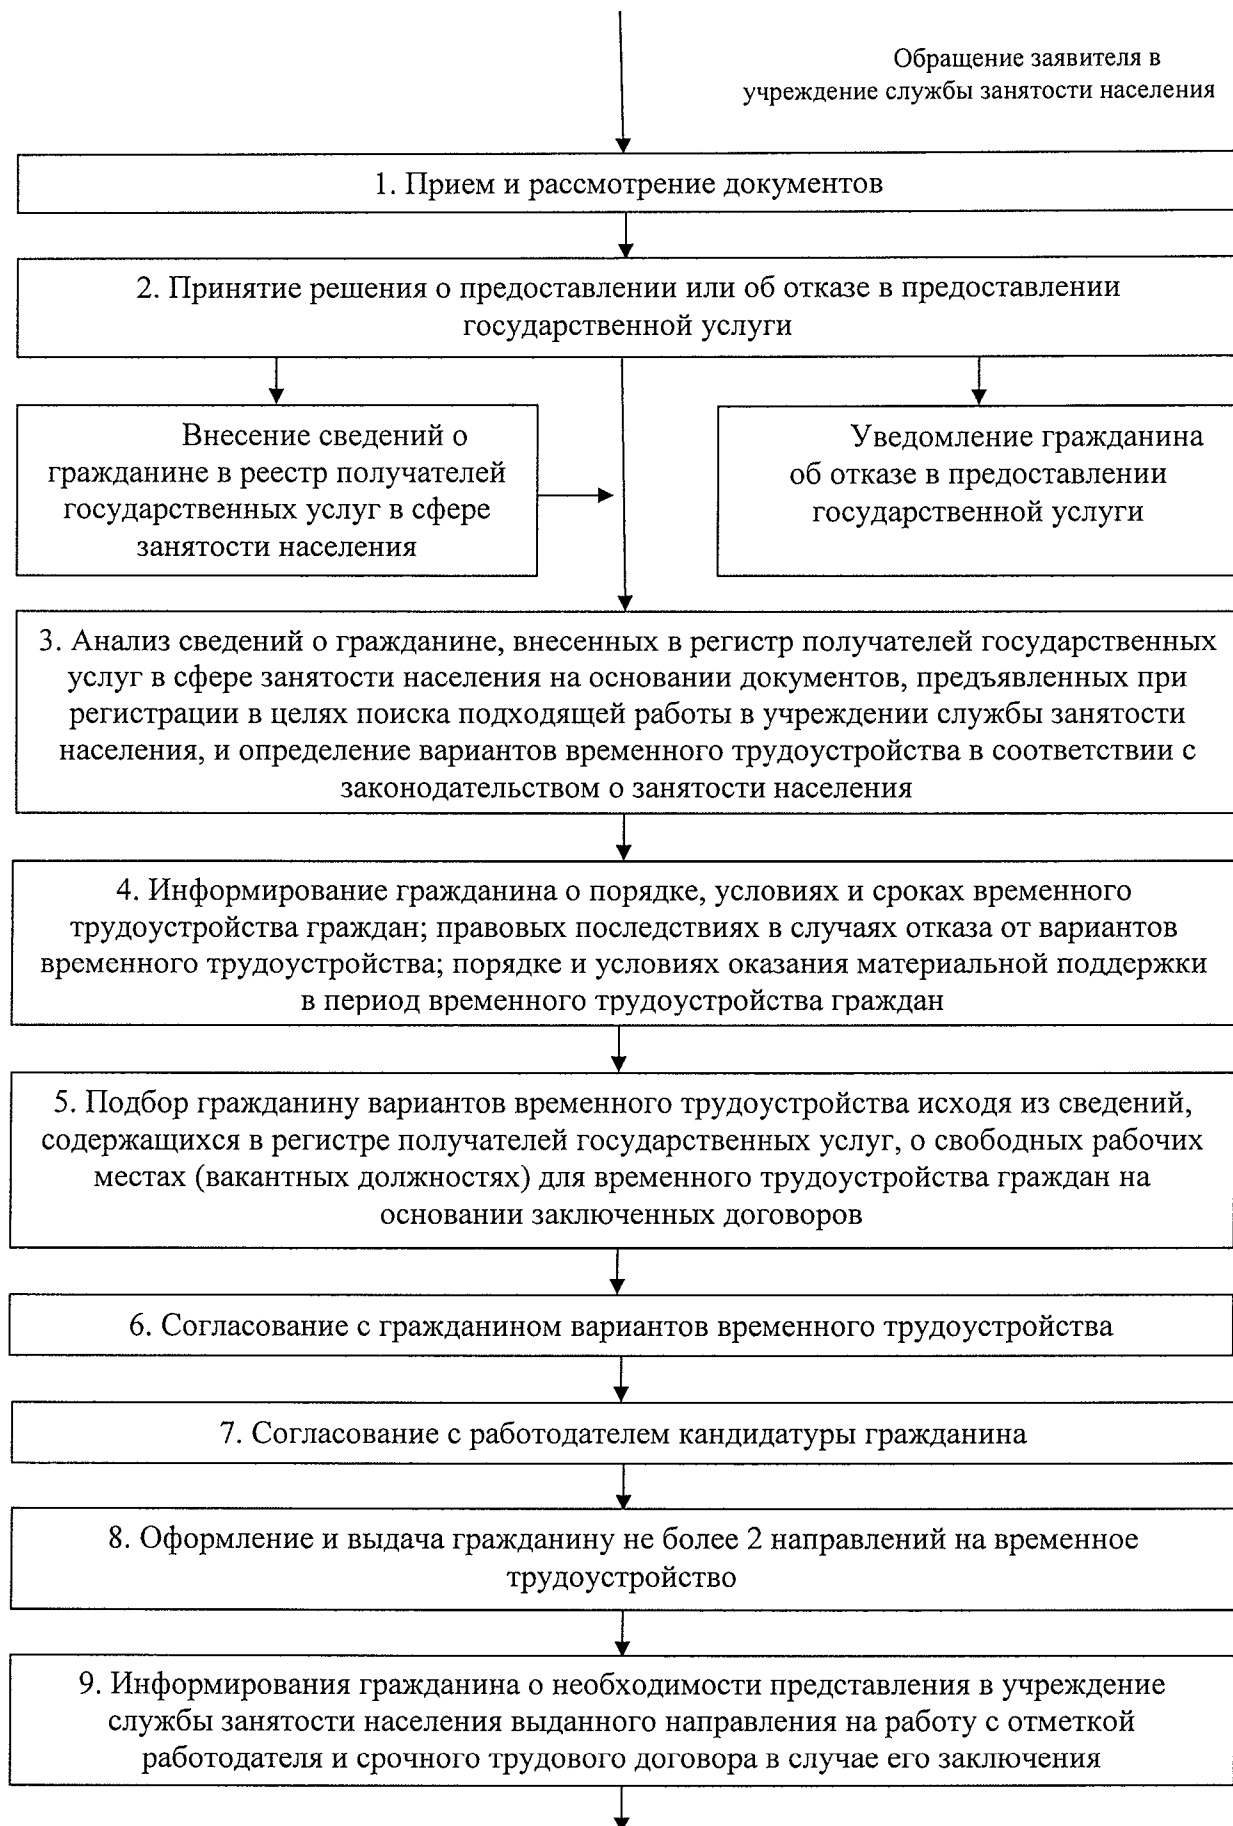 Обращение заявителя в
учреждение службы занятости населения
1. Прием и рассмотрение документов
2. Принятие решения о предоставлении или об отказе в предоставлении
государственной услуги
Внесение сведений о
гражданине в реестр получателей
государственных услуг в сфере
занятости населения
Уведомление гражданина
об отказе в предоставлении
государственной услуги
3. Анализ сведений о гражданине, внесенных в регистр получателей государственных
услуг в сфере занятости населения на основании документов, предъявленных при
регистрации в целях поиска подходящей работы в учреждении службы занятости
населения, и определение вариантов временного трудоустройства в соответствии с
законодательством о занятости населения
4. Информирование гражданина о порядке, условиях и сроках временного
трудоустройства граждан; правовых последствиях в случаях отказа от вариантов
временного трудоустройства; порядке и условиях оказания материальной поддержки
в период временного трудоустройства граждан
5. Подбор гражданину вариантов временного трудоустройства исходя из сведений,
содержащихся в регистре получателей государственных услуг, о свободных рабочих
местах (вакантных должностях) для временного трудоустройства граждан на
основании заключенных договоров
6. Согласование с гражданином вариантов временного трудоустройства
7. Согласование с работодателем кандидатуры гражданина
8. Оформление и выдача гражданину не более 2 направлений на временное
трудоустройство
9. Информирования гражданина о необходимости представления в учреждение
службы занятости населения выданного направления на работу с отметкой
работодателя и срочного трудового договора в случае его заключения